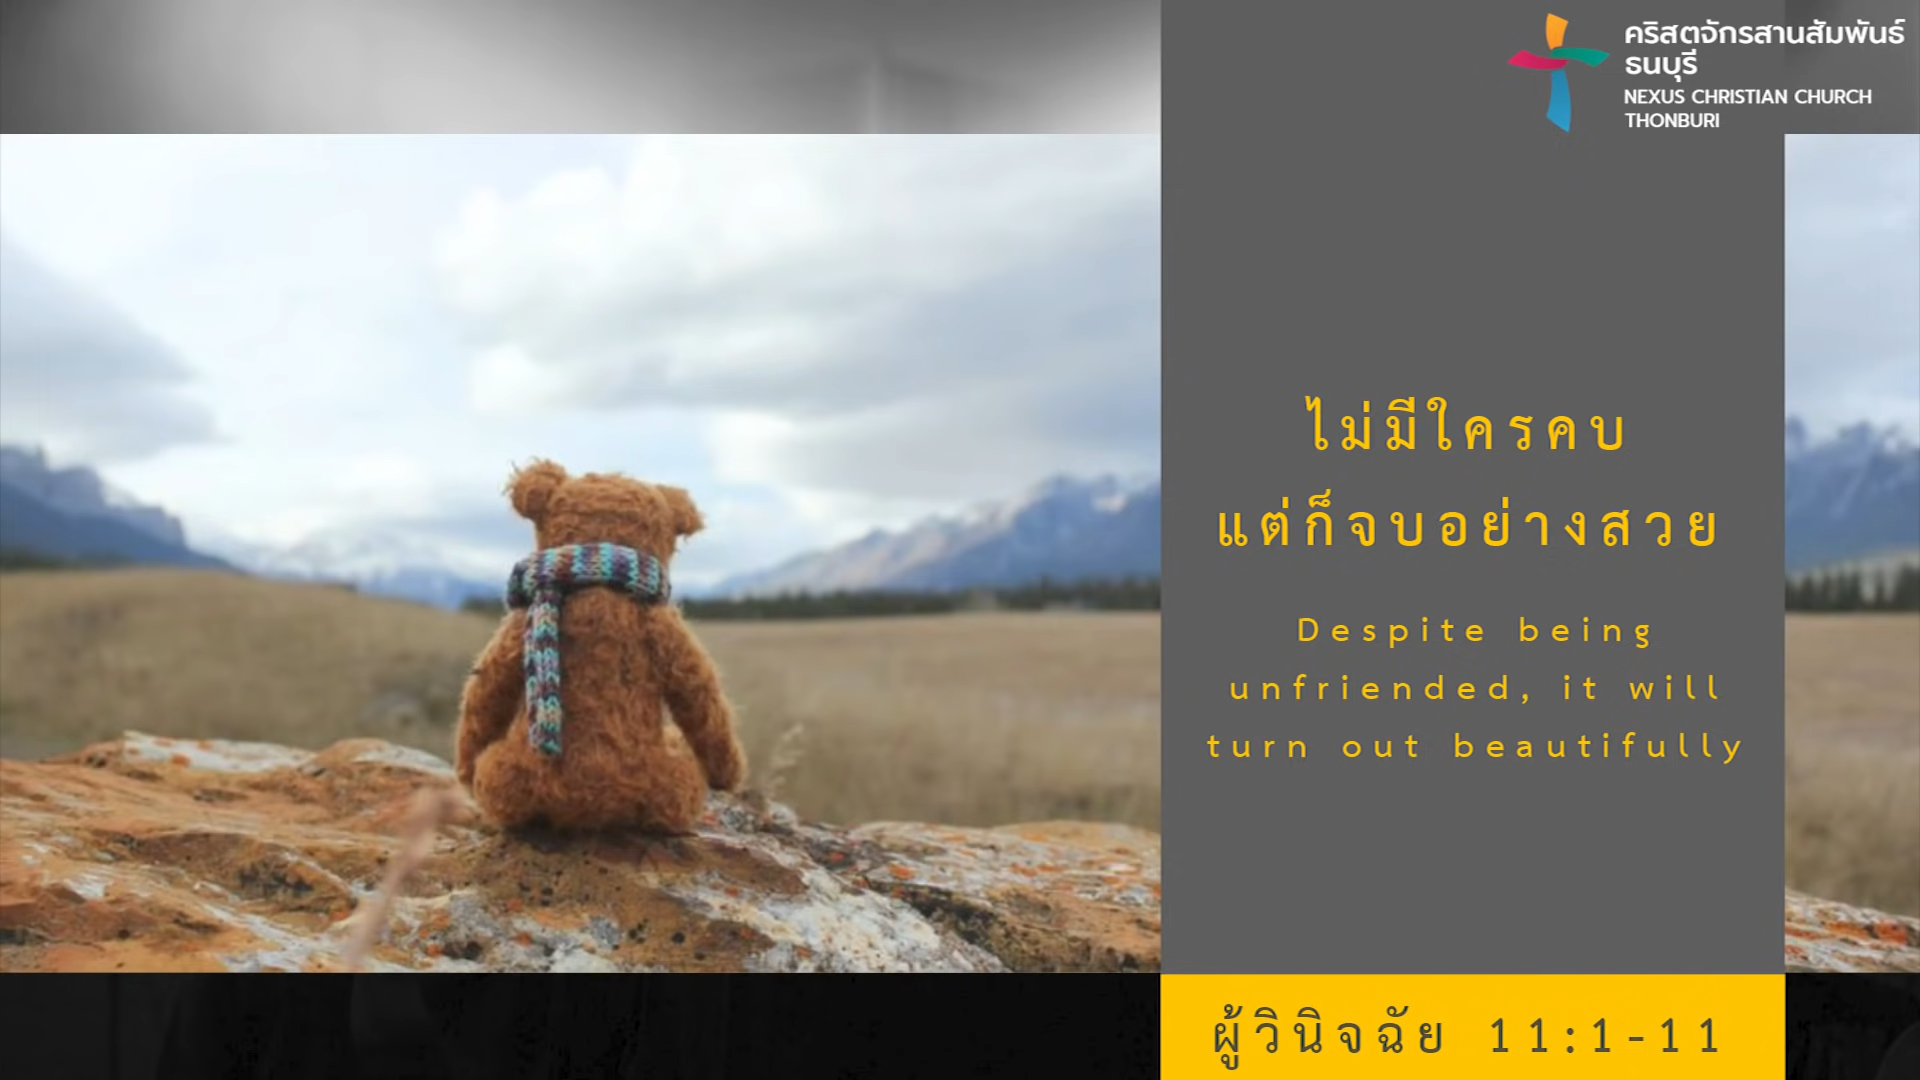 คริสตจักรสานสัมพันธ์
ธนบุรี
NEXUS CHRISTIAN CHURCH
THONBURI
ไม่มีใครคบ
แต่ก็จบอย่างสวย
Despite being
unfriended, it will
turn out beautifully
ผู้วินิจฉัย 11:1-11